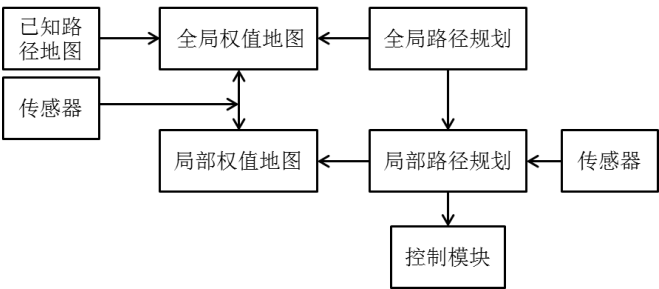 已知路
径地图
全局权值地图
全局路径规划
传感器
局部权值地图
局部路径规划
传感器
控制模块